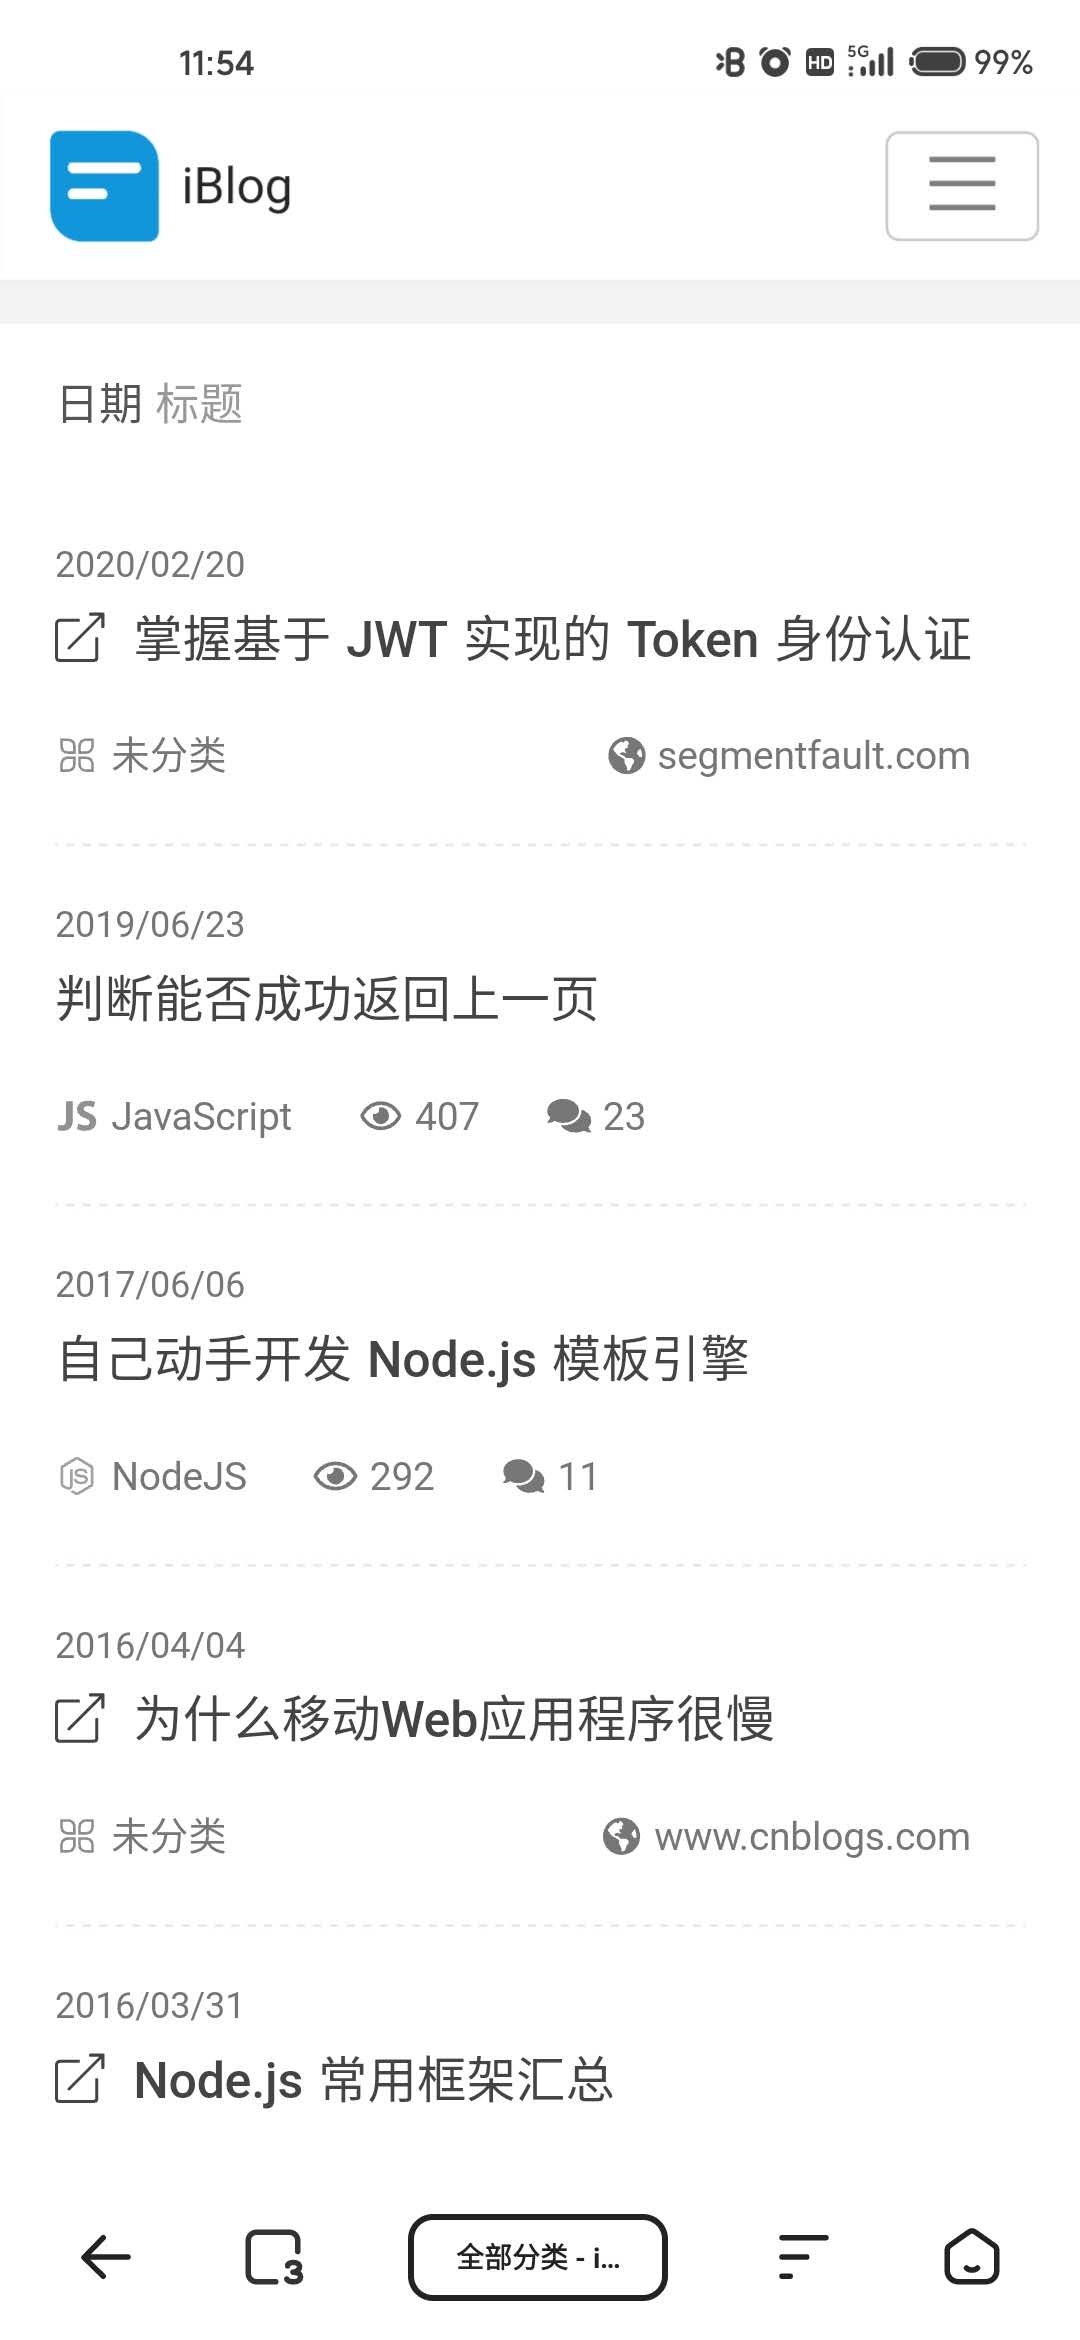 11:54
HD 5G 99%
iBlog
日期 标题
2020/02/20
掌握基于 JWT 实现的 Token 身份认证
未分类 segmentfault.com
2019/06/23
判断能否成功返回上一页
JS JavaScript 407 23
2017/06/06
自己动手开发 Node.js 模板引擎
JS NodeJS 292 11
2016/04/04
为什么移动Web应用程序很慢
未分类 www.cnblogs.com
2016/03/31
Node.js 常用框架汇总
3 全部分类 - i...